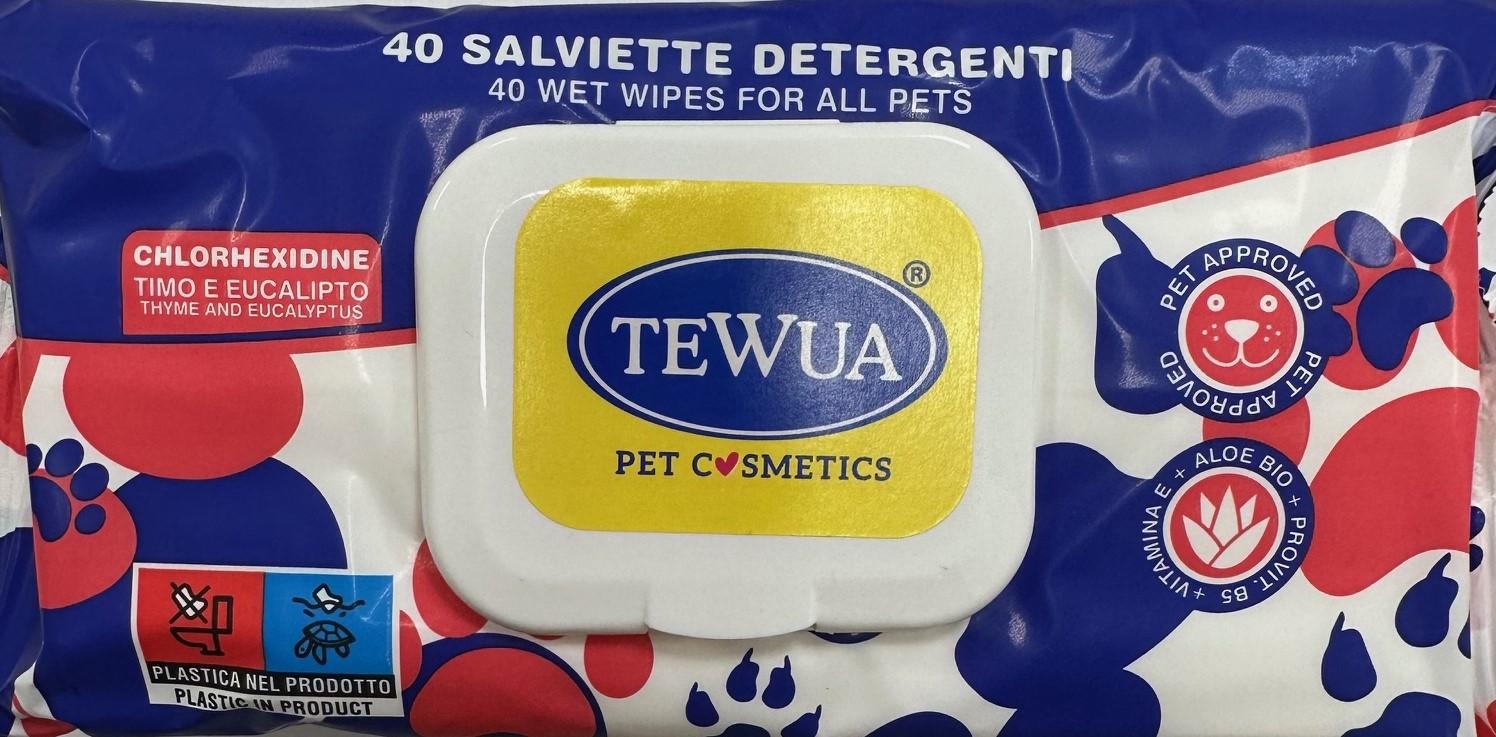 40 SALVIETTE DETERGENTI
40 WET WIPES FOR ALL PETS
CHLORHEXIDINE
TIMO E EUCALIPTO
THYME AND EUCALYPTUS
TEWUA ®
PET COSMETICS
PET APPROVED
PET APPROVED
+ ALOE BIO + PROVIT. B5 + VITAMINA E
PLASTICA NEL PRODOTTO
PLASTIC IN PRODUCT